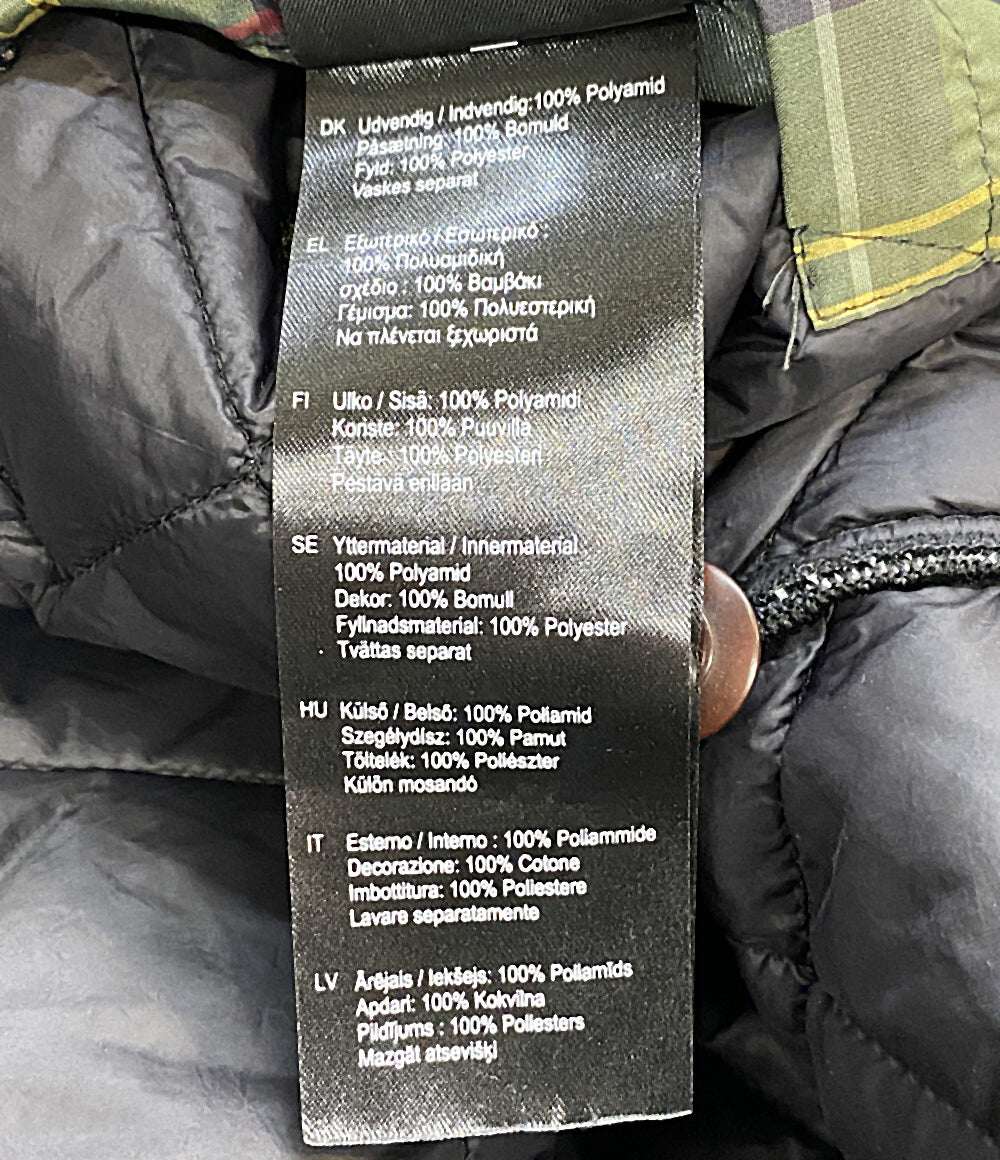 DK Udvendig / Indvendig:100% Polyamid
Påsætning: 100% Bomuld
Fyld: 100% Polyester
Vaskes separat
EL Εξωτερικό / Εσωτερικό :
100% Πολυαμιδική
σχέδιο : 100% Βαμβάκι
Γέμισμα: 100% Πολυεστερική
Να πλένεται ξεχωριστά
FI Ulko / Sisä: 100% Polyamidi
Koriste: 100% Puuvilla
Täyte: 100% Polyesteri
Pestävä erillään
SE Yttermaterial / Innermaterial
100% Polyamid
Dekor: 100% Bomull
Fyllnadsmaterial: 100% Polyester
Tvättas separat
HU Külső / Belső: 100% Poliamid
Szegélydísz: 100% Pamut
Töltelék: 100% Poliészter
Külön mosandó
IT Esterno / Interno : 100% Poliammide
Decorazione: 100% Cotone
Imbottitura: 100% Poliestere
Lavare separatamente
LV Ārējais / Iekšejs: 100% Poliamīds
Apdari: 100% Kokvilna
Pildījums : 100% Poliesters
Mazgāt atsevišķi